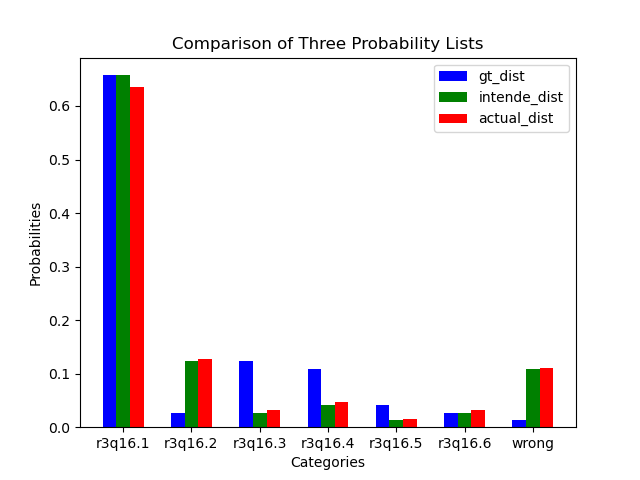 Comparison of Three Probability Lists
gt_dist
intende_dist
actual_dist
Probabilities
0.6
0.5
0.4
0.3
0.2
0.1
0.0
r3q16.1 r3q16.2 r3q16.3 r3q16.4 r3q16.5 r3q16.6 wrong
Categories